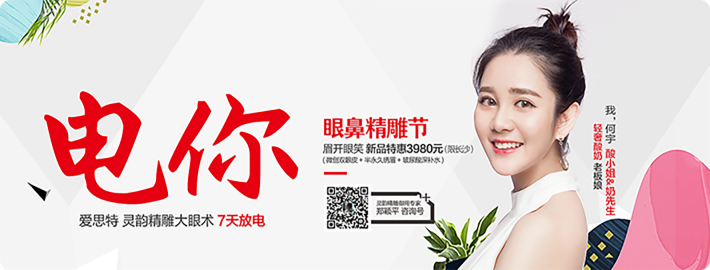 电你
爱思特 灵韵精雕大眼术 7天放电
眼鼻精雕节
眉开眼笑 新品特惠3980元(限长沙)
(微创双眼皮+半永久绣眉+玻尿酸深补水)
灵韵精雕御用专家
郑颖平 咨询号
我,何宇 酸小姐&奶先生
轻奢酸奶 老板娘